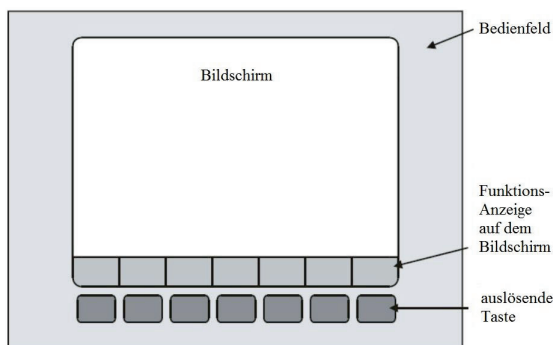 Bedienfeld
Bildschirm
Funktions-
Anzeige
auf dem
Bildschirm
auslösende
Taste